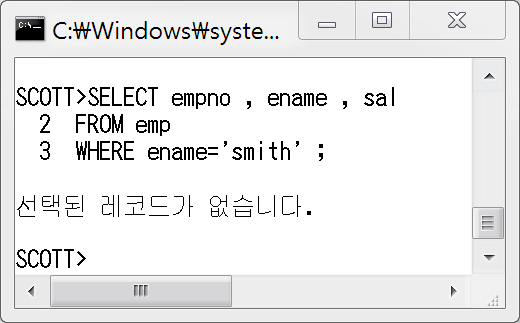 C:₩Windows₩syste...
SCOTT>SELECT empno , ename , sal
2 FROM emp
3 WHERE ename='smith' ;
선택된 레코드가 없습니다.
SCOTT>